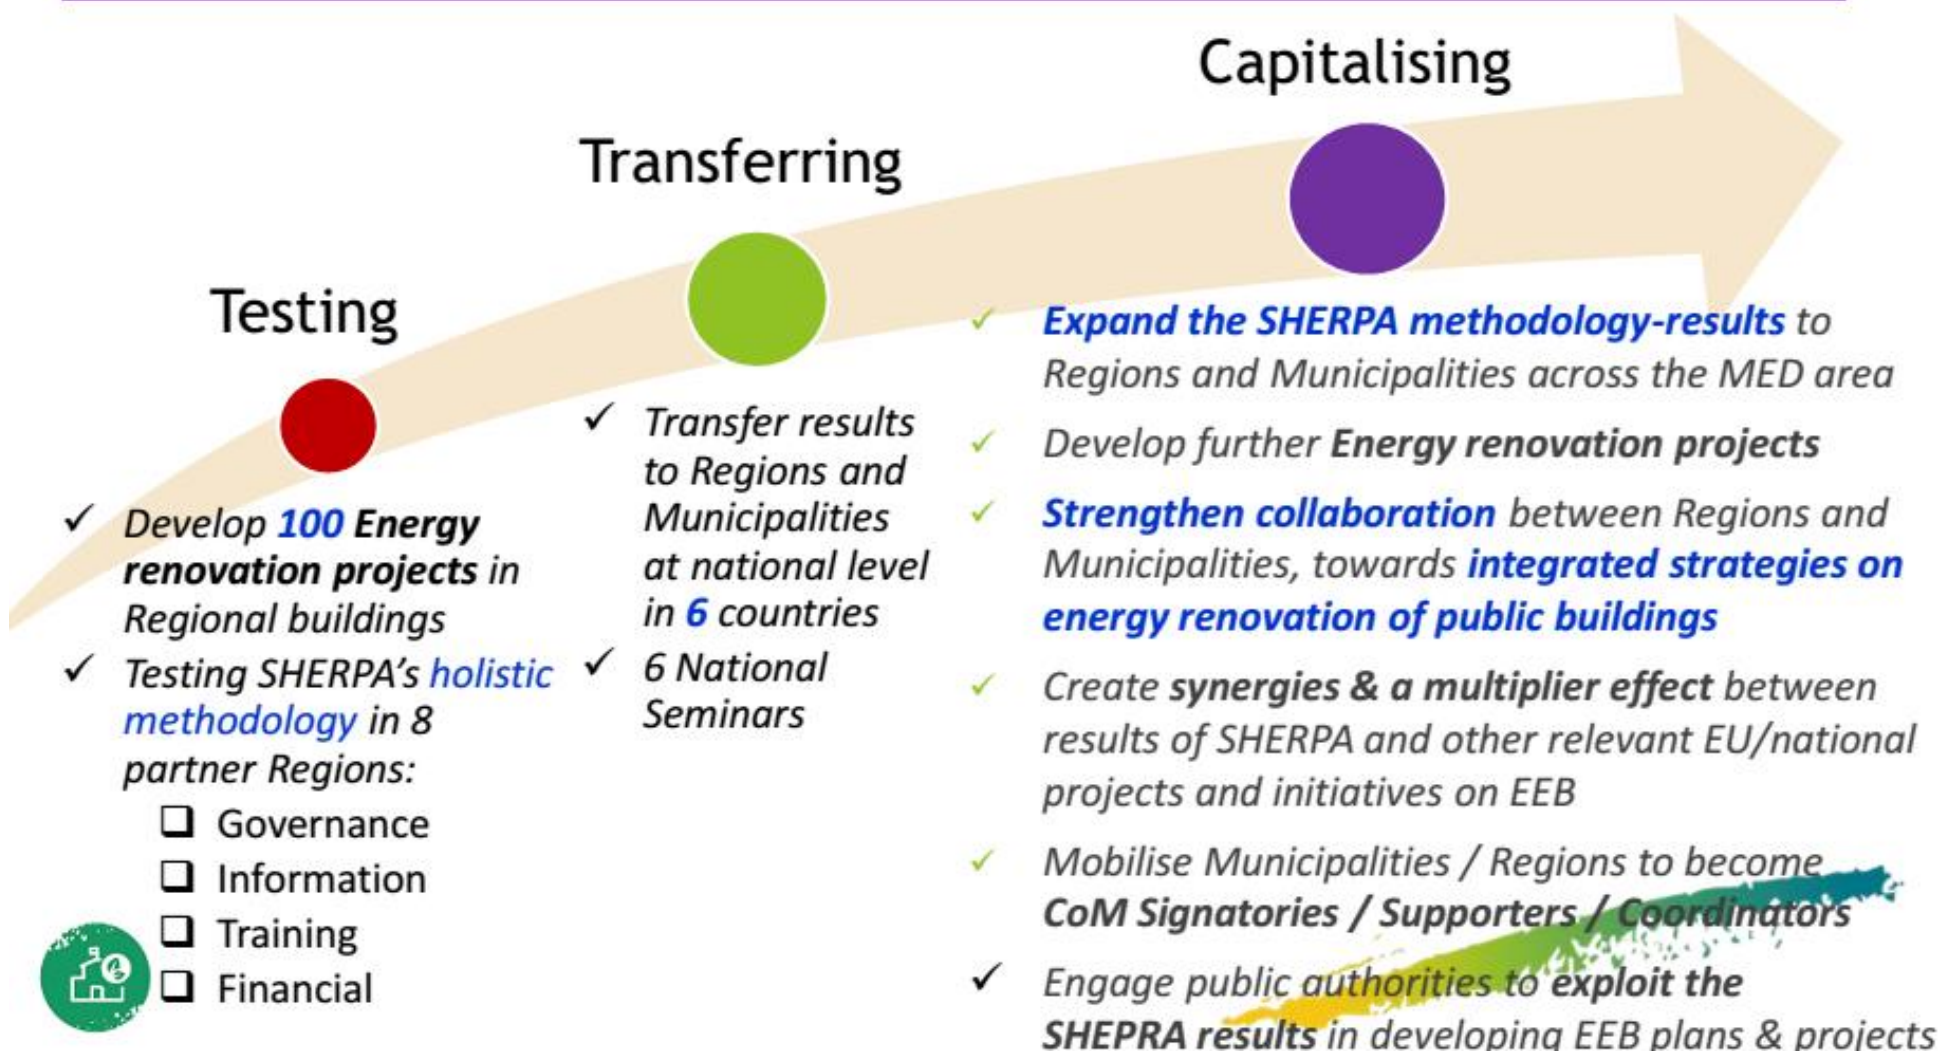 Testing
Develop 100 Energy
renovation projects in
Regional buildings
Testing SHERPA's holistic
methodology in 8
partner Regions:
Governance
Information
Training
Financial
Transferring
Transfer results
to Regions and
Municipalities
at national level
in 6 countries
6 National
Seminars
Capitalising
Expand the SHERPA methodology-results to
Regions and Municipalities across the MED area
Develop further Energy renovation projects
Strengthen collaboration between Regions and
Municipalities, towards integrated strategies on
energy renovation of public buildings
Create synergies & a multiplier effect between
results of SHERPA and other relevant EU/national
projects and initiatives on EEB
Mobilise Municipalities / Regions to become
CoM Signatories / Supporters / Coordinators
Engage public authorities to exploit the
SHEPRA results in developing EEB plans & projects